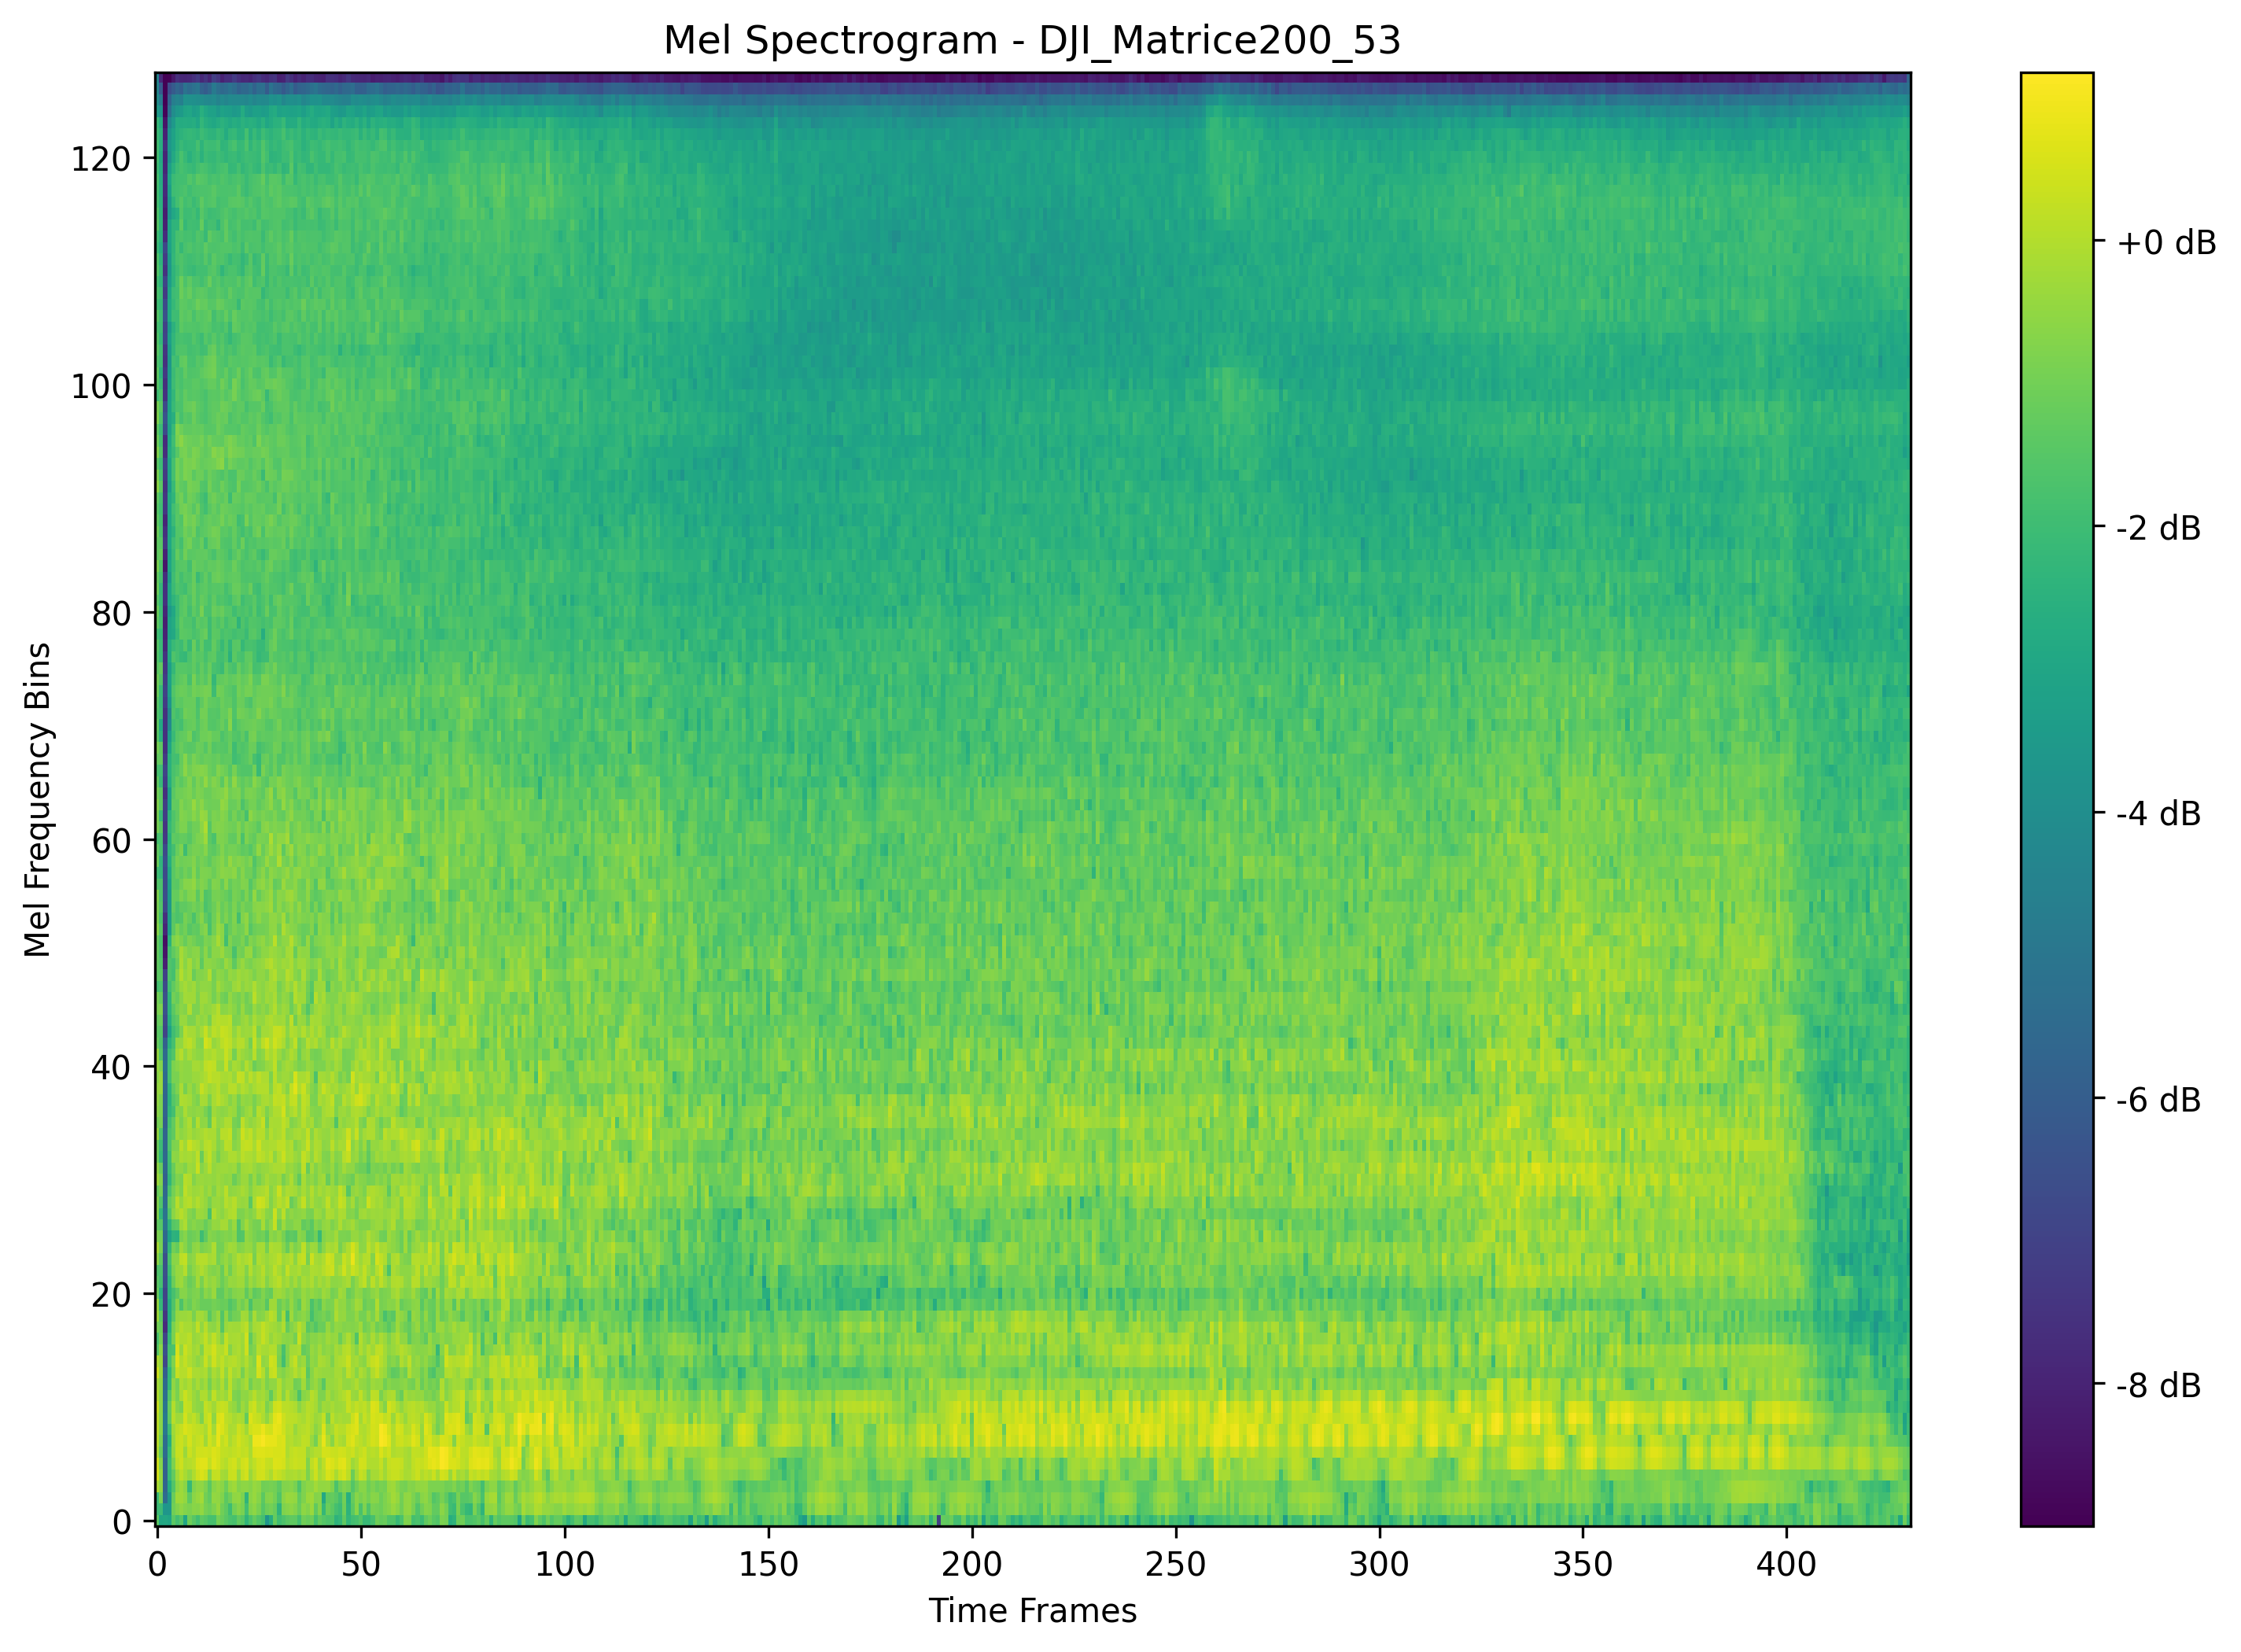 Mel Spectrogram - DJI_Matrice200_53
Mel Frequency Bins
120
100
80
60
40
20
0
0 50 100 150 200 250 300 350 400
Time Frames
+0 dB
-2 dB
-4 dB
-6 dB
-8 dB